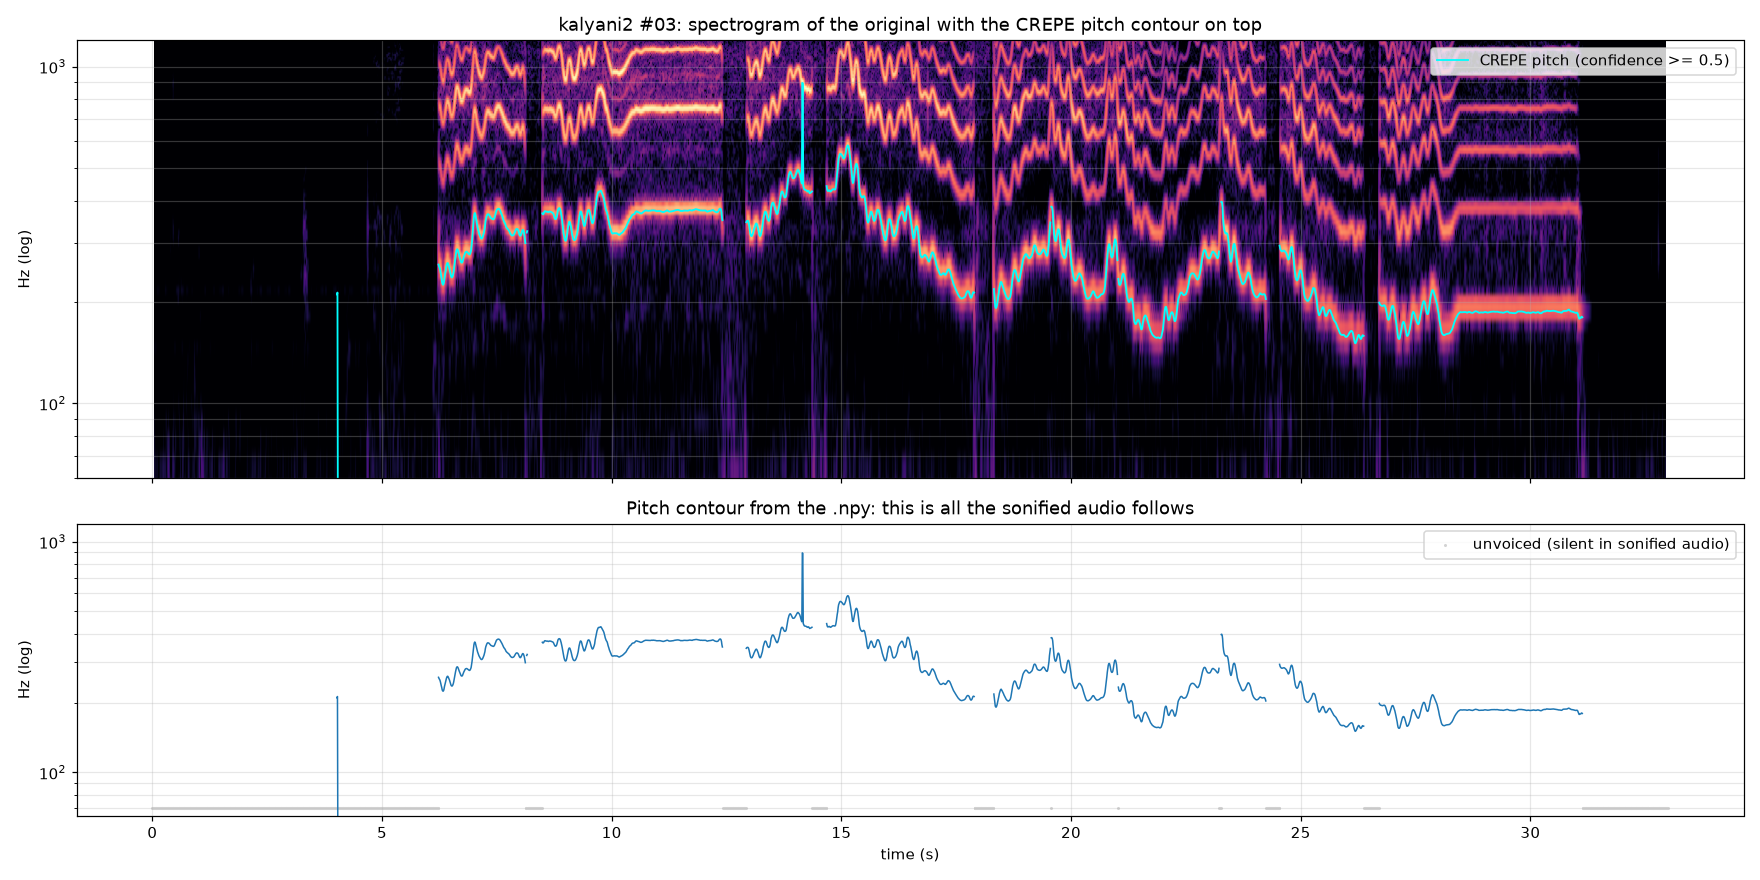 kalyani2 #03: spectrogram of the original with the CREPE pitch contour on top
CREPE pitch (confidence >= 0.5)
10³
10²
Hz (log)
Pitch contour from the .npy: this is all the sonified audio follows
unvoiced (silent in sonified audio)
10³
10²
Hz (log)
0 5 10 15 20 25 30
time (s)